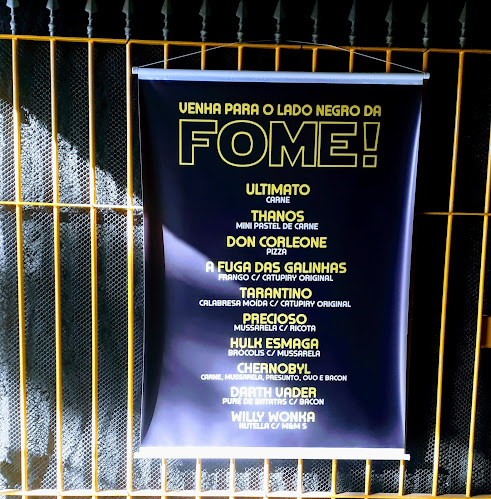 VENHA PARA O LADO NEGRO DA
FOME!
ULTIMATO
CARNE
THANOS
MINI PASTEL DE CARNE
DON CORLEONE
PIZZA
A FUGA DAS GALINHAS
FRANGO C/ CATUPIRY ORIGINAL
TARANTINO
CALABRESA MOÍDA C/ CATUPIRY ORIGINAL
PRECIOSO
MUSSARELA C/ RICOTA
HULK ESMAGA
BRÓCOLIS C/ MUSSARELA
CHERNOBYL
CARNE, MUSSARELA, PRESUNTO, OVO E BACON
DARTH VADER
PURÊ DE BATATAS C/ BACON
WILLY WONKA
NUTELLA C/ M&M S